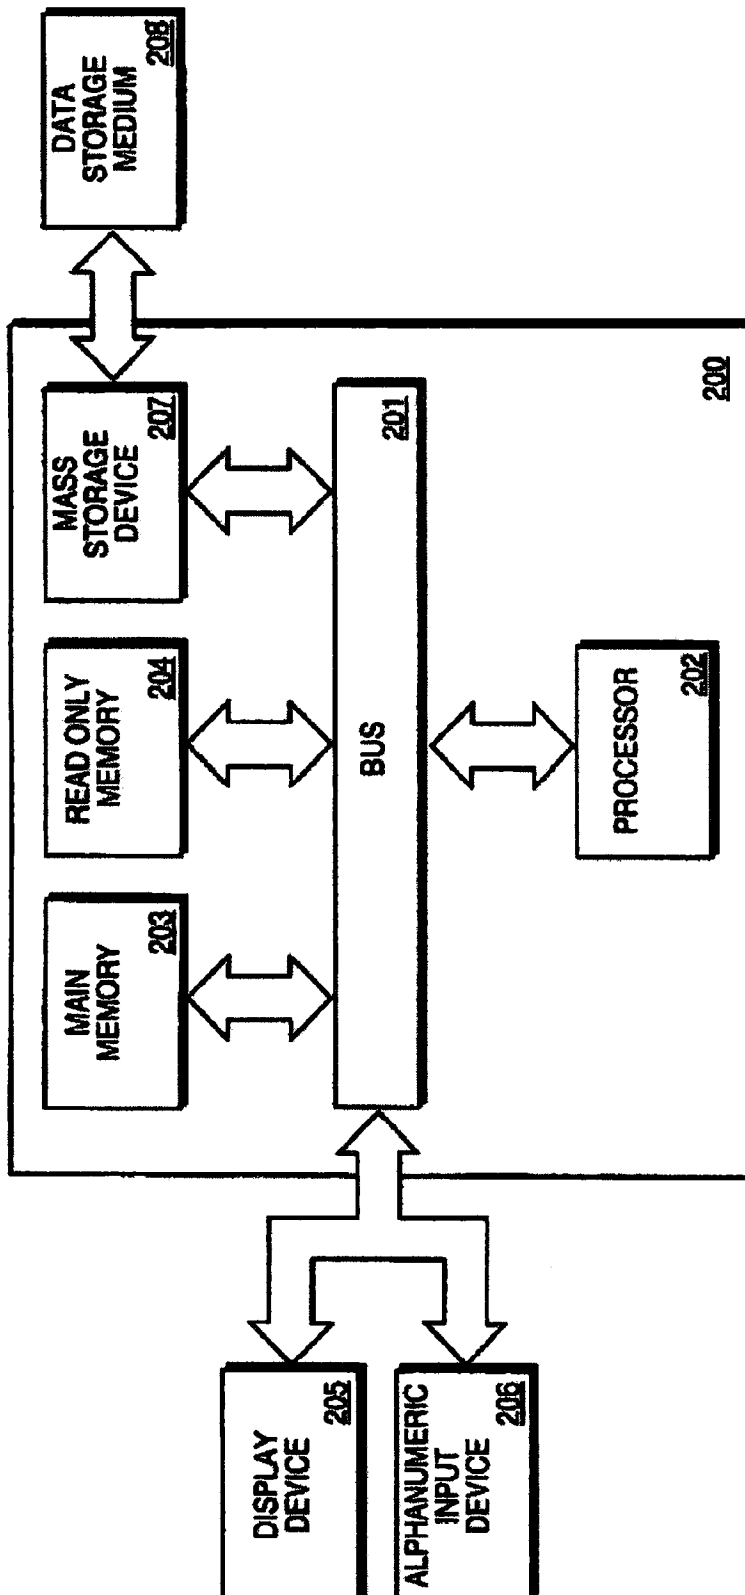 DISPLAY
DEVICE
205
ALPHANUMERIC
INPUT
DEVICE
206
MAIN
MEMORY
203
READ ONLY
MEMORY
204
MASS
STORAGE
DEVICE
207
DATA
STORAGE
MEDIUM
208
BUS
201
PROCESSOR
202
200